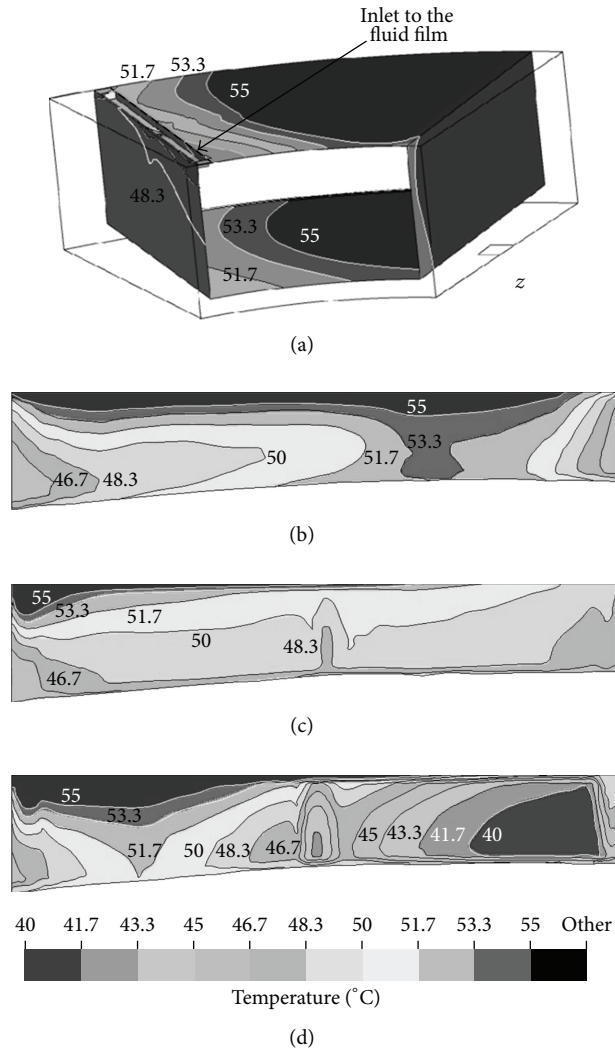 Inlet to the
fluid film
51.7 53.3
55
48.3
53.3
55
51.7
z
(a)
55
53.3
50
51.7
46.7 48.3
(b)
55
53.3
51.7
50
48.3
46.7
(c)
55
53.3
51.7 50 48.3 46.7 45 43.3 41.7 40
40 41.7 43.3 45 46.7 48.3 50 51.7 53.3 55 Other
Temperature (°C)
(d)